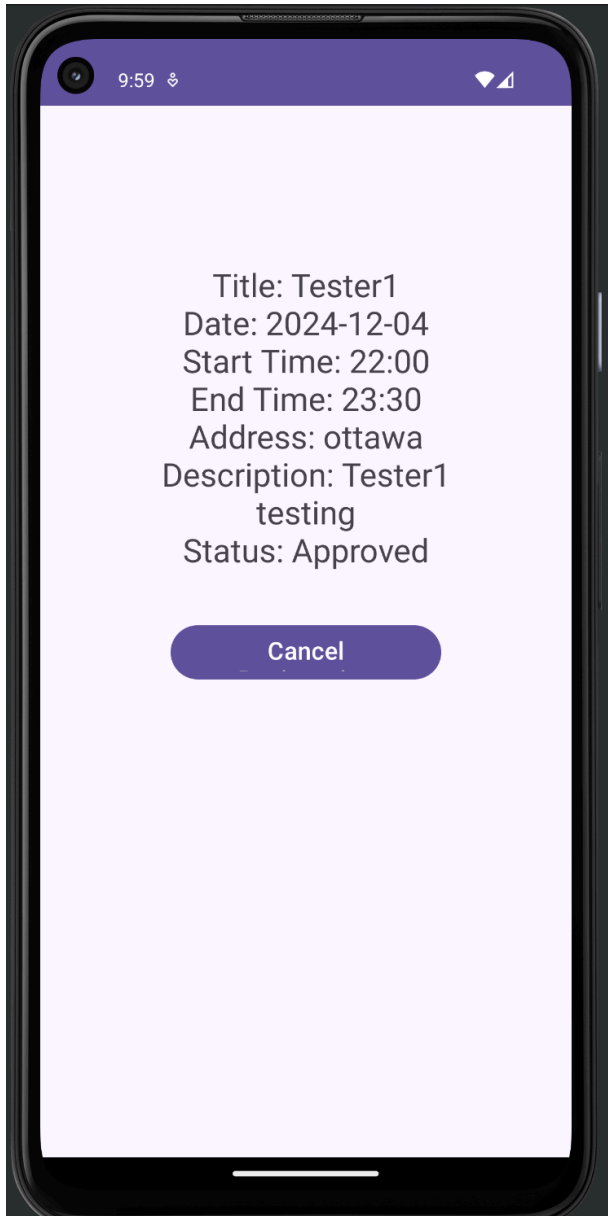 9:59
Title: Tester1
Date: 2024-12-04
Start Time: 22:00
End Time: 23:30
Address: ottawa
Description: Tester1
testing
Status: Approved
Cancel